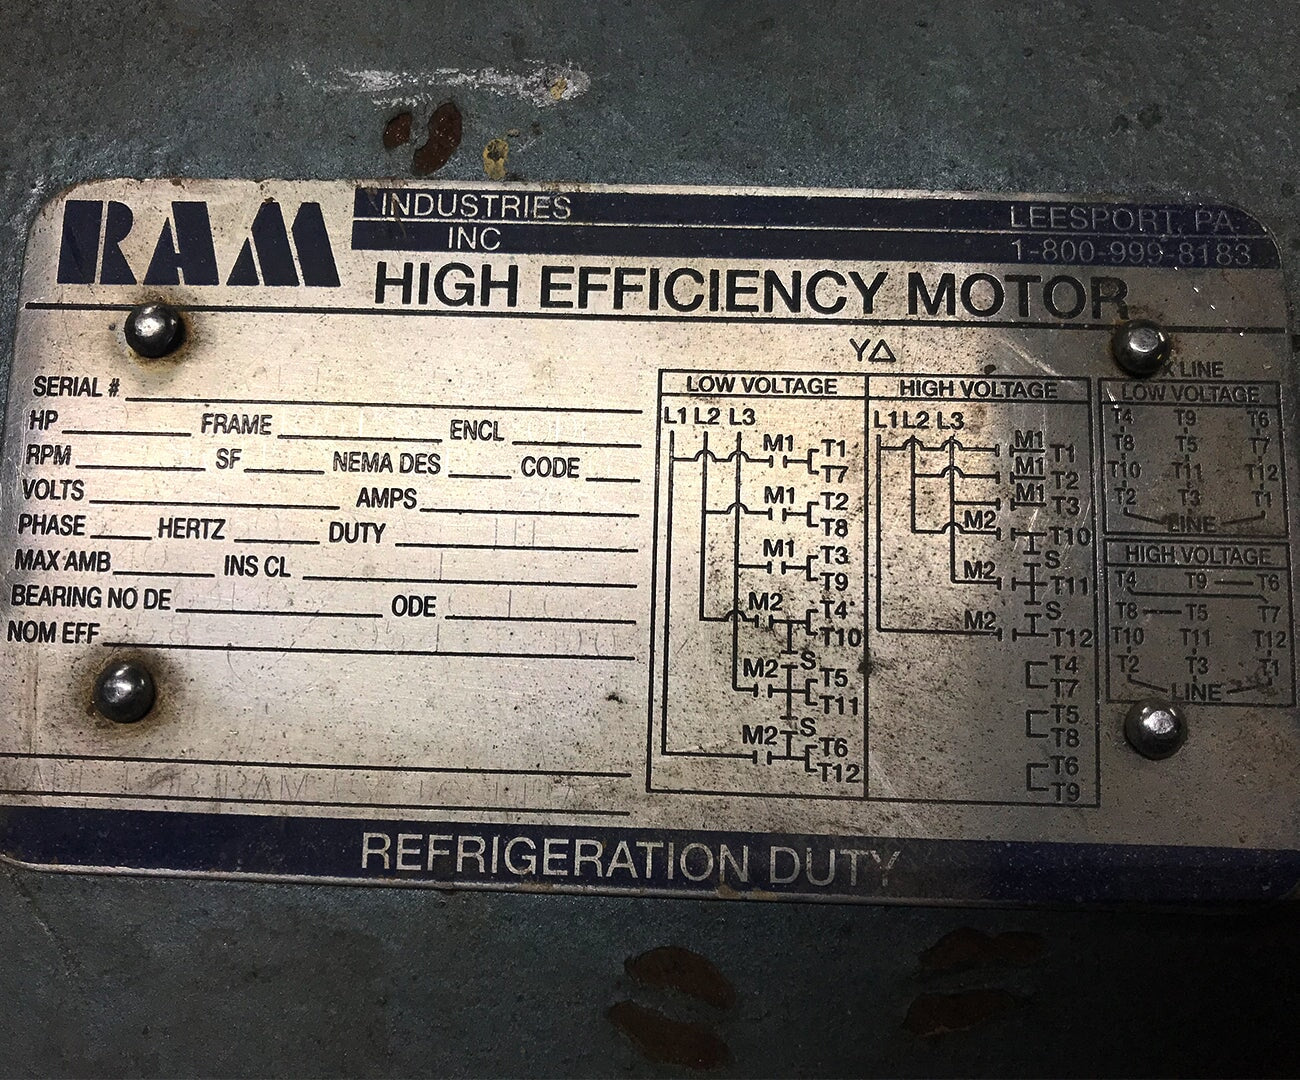 RAM INDUSTRIES LEESPORT, PA
INC 1-800-999-8183
HIGH EFFICIENCY MOTOR
YΔ
SERIAL #
HP FRAME ENCL
RPM SF NEMA DES CODE
VOLTS AMPS
PHASE HERTZ DUTY
MAX AMB INS CL
BEARING NO DE ODE
NOM EFF
LOW VOLTAGE
L1 L2 L3
M1 T1
T7
M1 T2
T8
M1 T3
T9
M2 T4
T10
S
M2 T5
T11
S
M2 T6
T12
HIGH VOLTAGE
L1 L2 L3
M1 T1
M1 T2
M1 T3
M2 T10
S
M2 T11
S
M2 T12
T4
T7
T5
T8
T6
T9
LINE
LOW VOLTAGE
T4 T9 T6
T8 T5 T7
T10 T11 T12
T2 T3 T1
LINE
HIGH VOLTAGE
T4 T9 T6
T8 T5 T7
T10 T11 T12
T2 T3 T1
LINE
REFRIGERATION DUTY